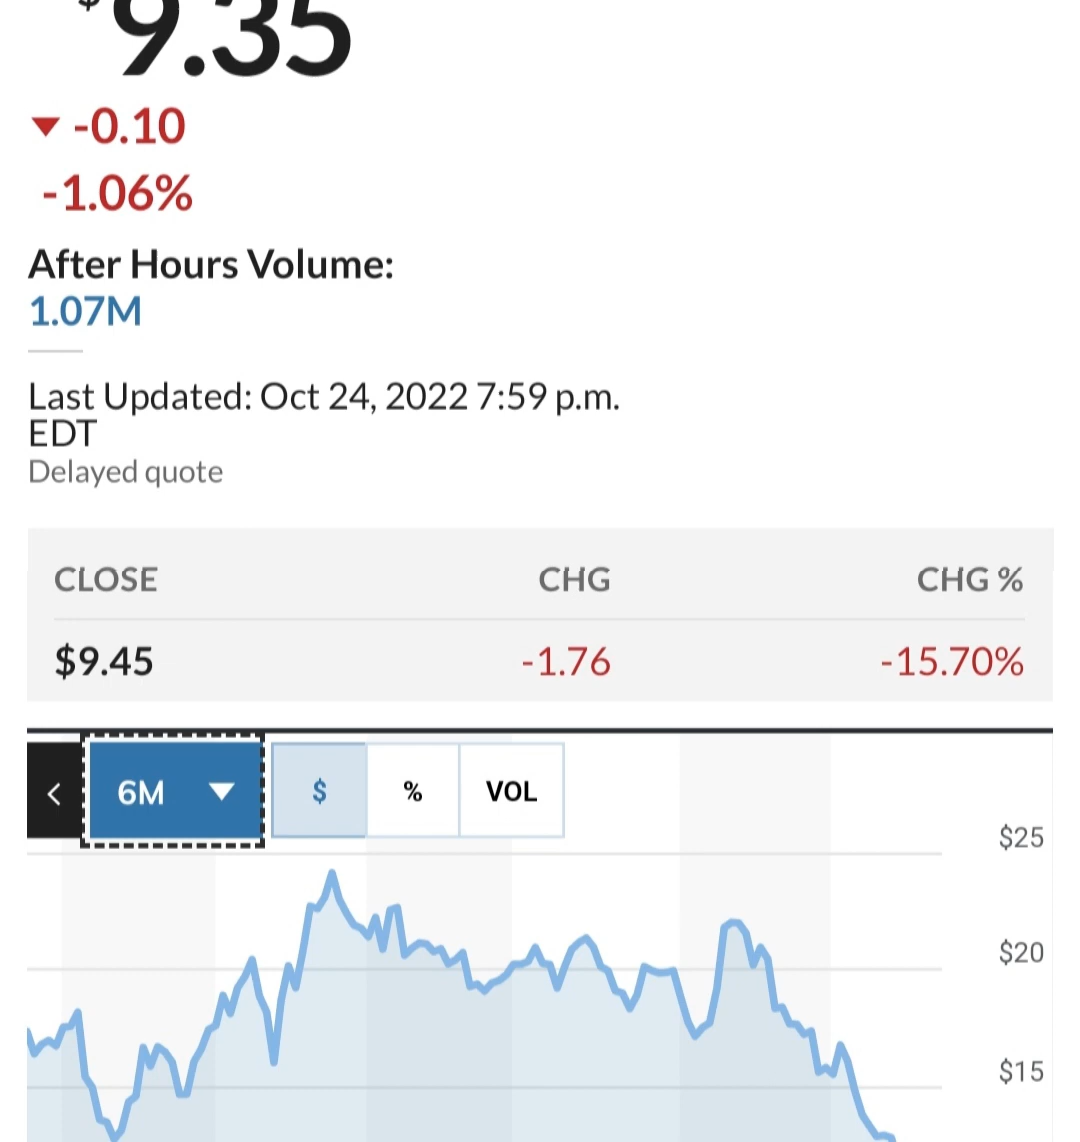 $9.35
-0.10
-1.06%
After Hours Volume:
1.07M
Last Updated: Oct 24, 2022 7:59 p.m.
EDT
Delayed quote
CLOSE CHG CHG %
$9.45 -1.76 -15.70%
6M $ % VOL
$25
$20
$15